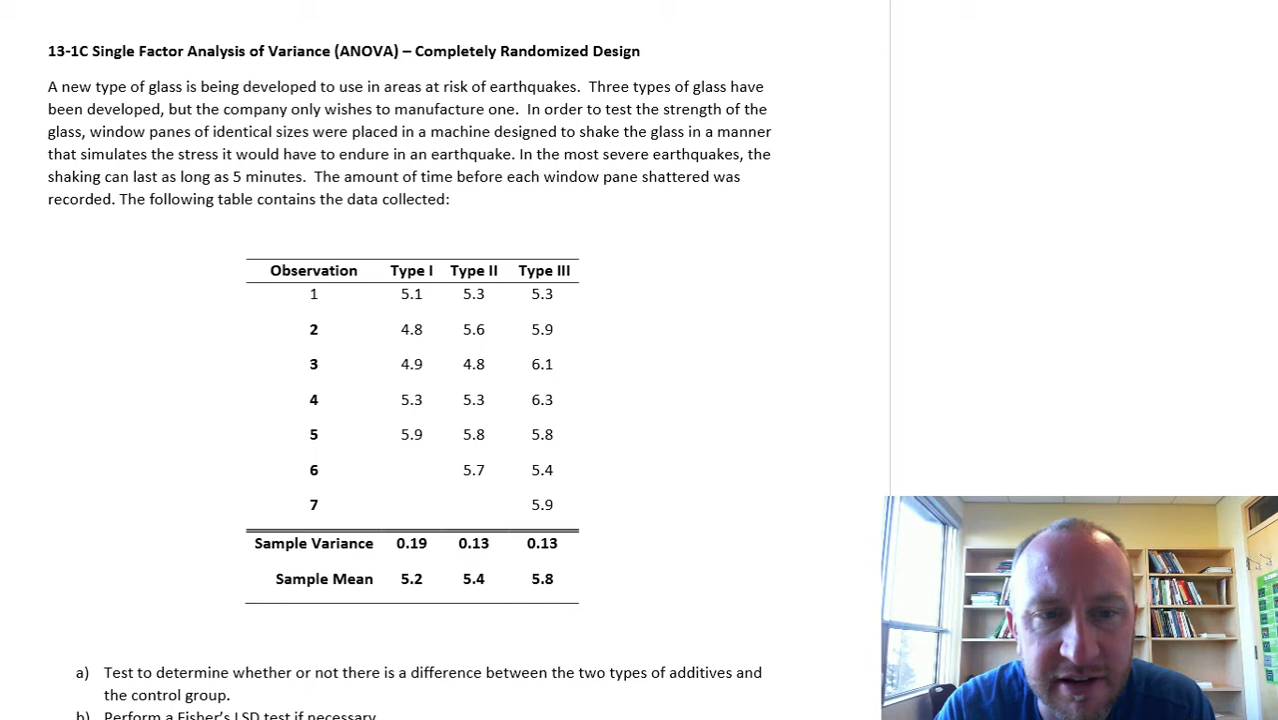 13-1C Single Factor Analysis of Variance (ANOVA) – Completely Randomized Design
A new type of glass is being developed to use in areas at risk of earthquakes.  Three types of glass have
been developed, but the company only wishes to manufacture one.  In order to test the strength of the
glass, window panes of identical sizes were placed in a machine designed to shake the glass in a manner
that simulates the stress it would have to endure in an earthquake. In the most severe earthquakes, the
shaking can last as long as 5 minutes.  The amount of time before each window pane shattered was
recorded. The following table contains the data collected:
Observation Type I Type II Type III
1 5.1 5.3 5.3
2 4.8 5.6 5.9
3 4.9 4.8 6.1
4 5.3 5.3 6.3
5 5.9 5.8 5.8
6 5.7 5.4
7 5.9
Sample Variance 0.19 0.13 0.13
Sample Mean 5.2 5.4 5.8
a) Test to determine whether or not there is a difference between the two types of additives and
the control group.
b) Perform a Fisher's LSD test if necessary